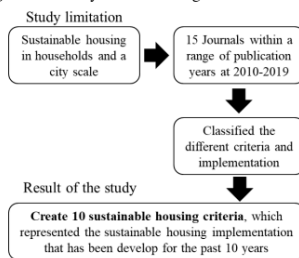 Study limitation
Sustainable housing
in households and a
city scale
15 Journals within a
range of publication
years at 2010-2019
Classified the
different criteria and
implementation
Result of the study
Create 10 sustainable housing criteria, which
represented the sustainable housing implementation
that has been develop for the past 10 years